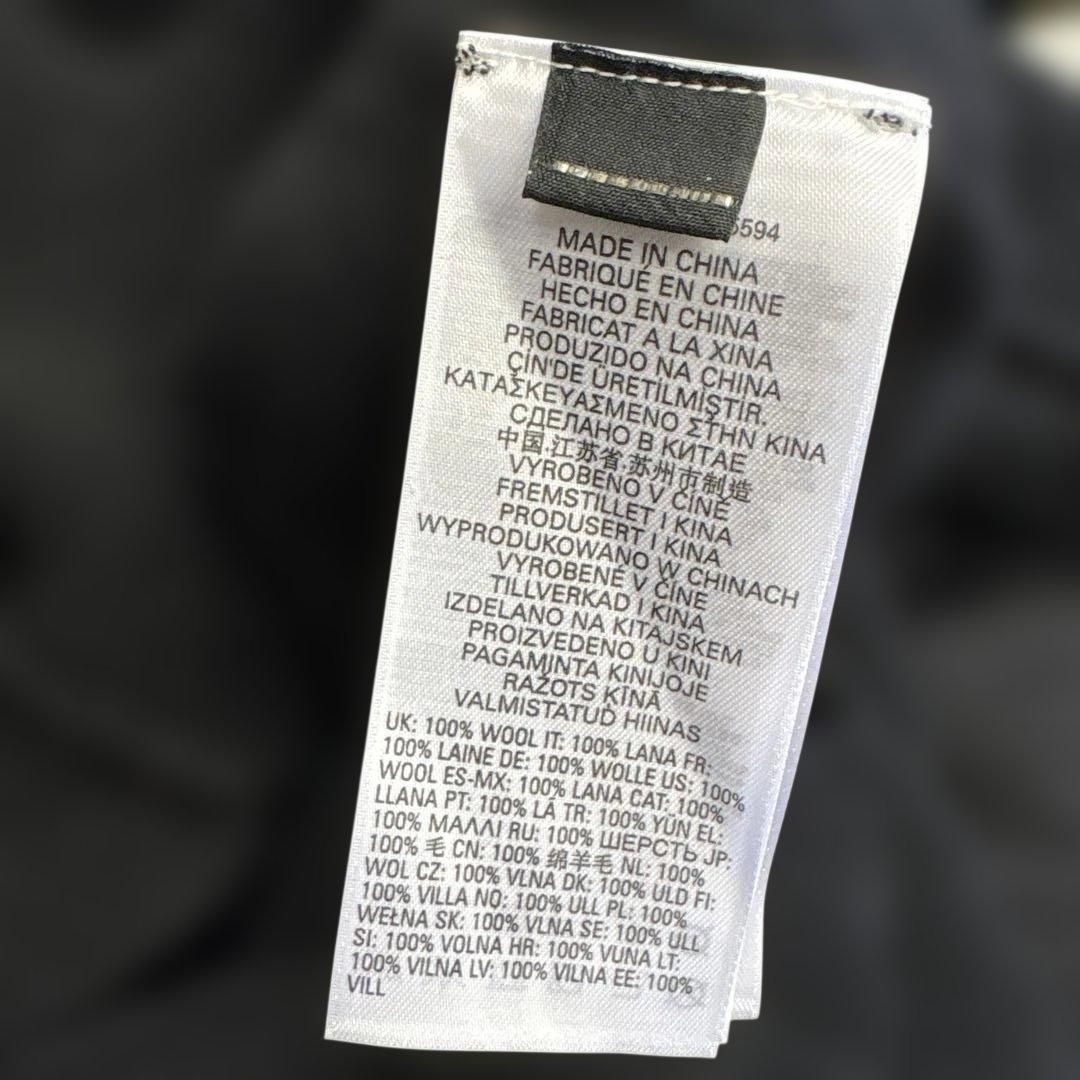 5594
MADE IN CHINA
FABRIQUÉ EN CHINE
HECHO EN CHINA
FABRICAT A LA XINA
PRODUZIDO NA CHINA
ÇİN'DE ÜRETİLMİŞTİR.
ΚΑΤΑΣΚΕΥΑΣΜΕΝΟ ΣΤΗΝ ΚΙΝΑ
СДЕЛАНО В КИТАЕ
中国.江苏省.苏州市制造
VYROBENO V ČÍNĚ
FREMSTILLET I KINA
PRODUSERT I KINA
WYPRODUKOWANO W CHINACH
VYROBENÉ V ČÍNE
TILLVERKAD I KINA
IZDELANO NA KITAJSKEM
PROIZVEDENO U KINI
PAGAMINTA KINIJOJE
RAŽOTS ĶĪNĀ
VALMISTATUD HIINAS
UK: 100% WOOL IT: 100% LANA FR:
100% LAINE DE: 100% WOLLE US: 100%
WOOL ES-MX: 100% LANA CAT: 100%
LLANA PT: 100% LÃ TR: 100% YÜN EL:
100% ΜΑΛΛΙ RU: 100% ШЕРСТЬ JP:
100% 毛 CN: 100% 绵羊毛 NL: 100%
WOL CZ: 100% VLNA DK: 100% ULD FI:
100% VILLA NO: 100% ULL PL: 100%
WEŁNA SK: 100% VLNA SE: 100% ULL
SI: 100% VOLNA HR: 100% VUNA LT:
100% VILNA LV: 100% VILNA EE: 100%
VILL